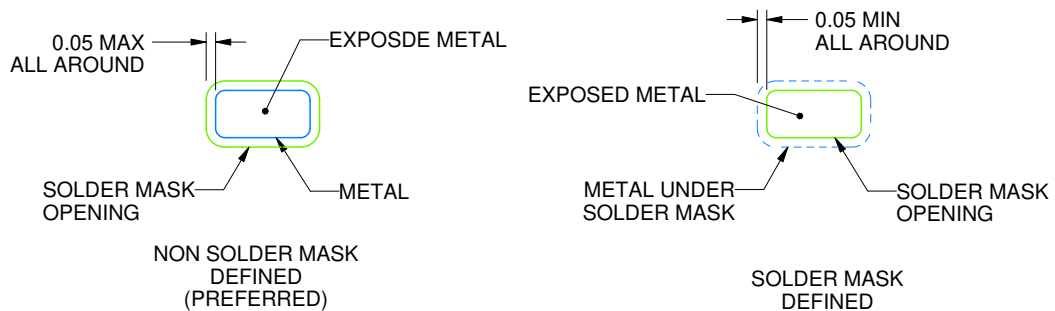 0.05 MAX
ALL AROUND
EXPOSDE METAL
SOLDER MASK
OPENING
METAL
NON SOLDER MASK
DEFINED
(PREFERRED)
0.05 MIN
ALL AROUND
EXPOSED METAL
METAL UNDER
SOLDER MASK
SOLDER MASK
OPENING
SOLDER MASK
DEFINED